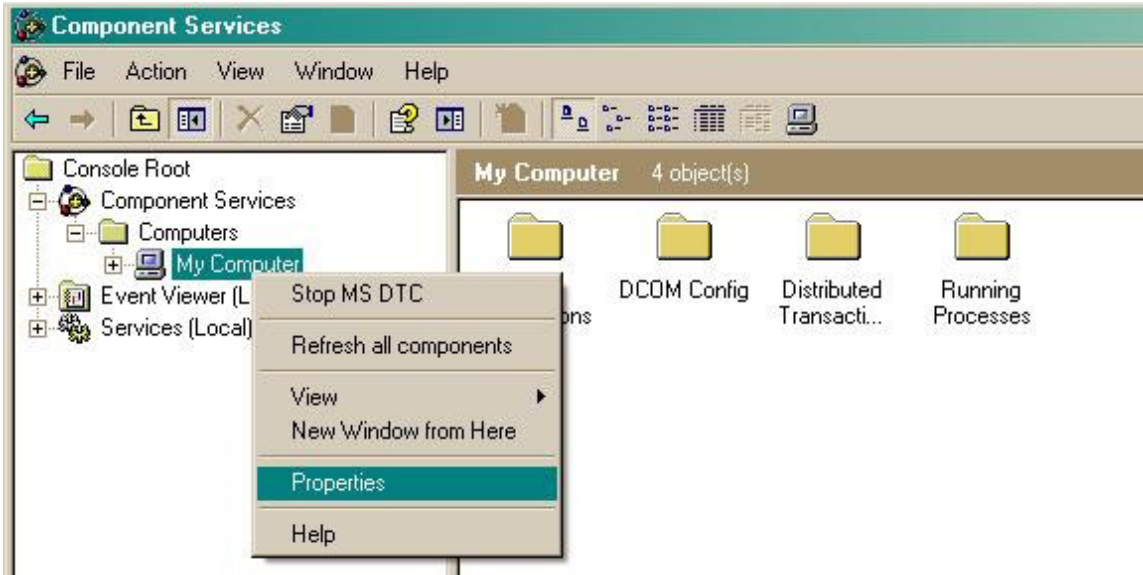 Component Services
File Action View Window Help
Console Root
Component Services
Computers
My Computer
Event Viewer (L
Services (Local)
My Computer 4 object(s)
ons
DCOM Config
Distributed
Transacti...
Running
Processes
Stop MS DTC
Refresh all components
View
New Window from Here
Properties
Help